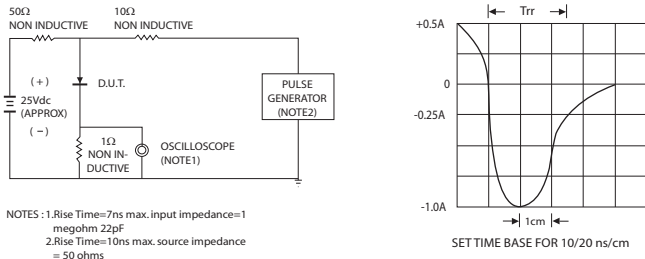 50Ω
NON INDUCTIVE
10Ω
NON INDUCTIVE
(+)
25Vdc
(APPROX)
(−)
D.U.T.
1Ω
NON IN-
DUCTIVE
OSCILLOSCOPE
(NOTE1)
PULSE
GENERATOR
(NOTE2)
NOTES : 1.Rise Time=7ns max. input impedance=1
megohm 22pF
2.Rise Time=10ns max. source impedance
= 50 ohms
Trr
+0.5A
0
-0.25A
-1.0A
1cm
SET TIME BASE FOR 10/20 ns/cm